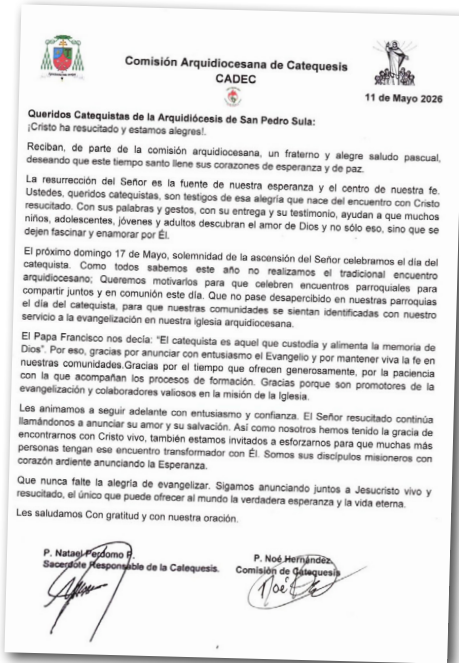 Comisión Arquidiocesana de Catequesis
CADEC
11 de Mayo 2026
Queridos Catequistas de la Arquidiócesis de San Pedro Sula:
¡Cristo ha resucitado y estamos alegres!.
Reciban, de parte de la comisión arquidiocesana, un fraterno y alegre saludo pascual,
deseando que este tiempo santo llene sus corazones de esperanza y de paz.
La resurrección del Señor es la fuente de nuestra esperanza y el centro de nuestra fe.
Ustedes, queridos catequistas, son testigos de esa alegría que nace del encuentro con Cristo
resucitado. Con sus palabras y gestos, con su entrega y su testimonio, ayudan a que muchos
niños, adolescentes, jóvenes y adultos descubran el amor de Dios y no sólo eso, sino que se
dejen fascinar y enamorar por Él.
El próximo domingo 17 de Mayo, solemnidad de la ascensión del Señor celebramos el día del
catequista. Como todos sabemos este año no realizamos el tradicional encuentro
arquidiocesano; Queremos motivarlos para que celebren encuentros parroquiales para
compartir juntos y en comunión este día. Que no pase desapercibido en nuestras parroquias
el día del catequista, para que nuestras comunidades se sientan identificadas con nuestro
servicio a la evangelización en nuestra iglesia arquidiocesana.
El Papa Francisco nos decía: “El catequista es aquel que custodia y alimenta la memoria de
Dios”. Por eso, gracias por anunciar con entusiasmo el Evangelio y por mantener viva la fe en
nuestras comunidades.Gracias por el tiempo que ofrecen generosamente, por la paciencia
con la que acompañan los procesos de formación. Gracias porque son promotores de la
evangelización y colaboradores valiosos en la misión de la Iglesia.
Les animamos a seguir adelante con entusiasmo y confianza. El Señor resucitado continúa
llamándonos a anunciar su amor y su salvación. Así como nosotros hemos tenido la gracia de
encontrarnos con Cristo vivo, también estamos invitados a esforzarnos para que muchas más
personas tengan ese encuentro transformador con Él. Somos sus discípulos misioneros con
corazón ardiente anunciando la Esperanza.
Que nunca falte la alegría de evangelizar. Sigamos anunciando juntos a Jesucristo vivo y
resucitado, el único que puede ofrecer al mundo la verdadera esperanza y la vida eterna.
Les saludamos Con gratitud y con nuestra oración.
P. Natael Perdomo P.
Sacerdote Responsable de la Catequesis.
P. Noé Hernández
Comisión de Catequesis
Noé